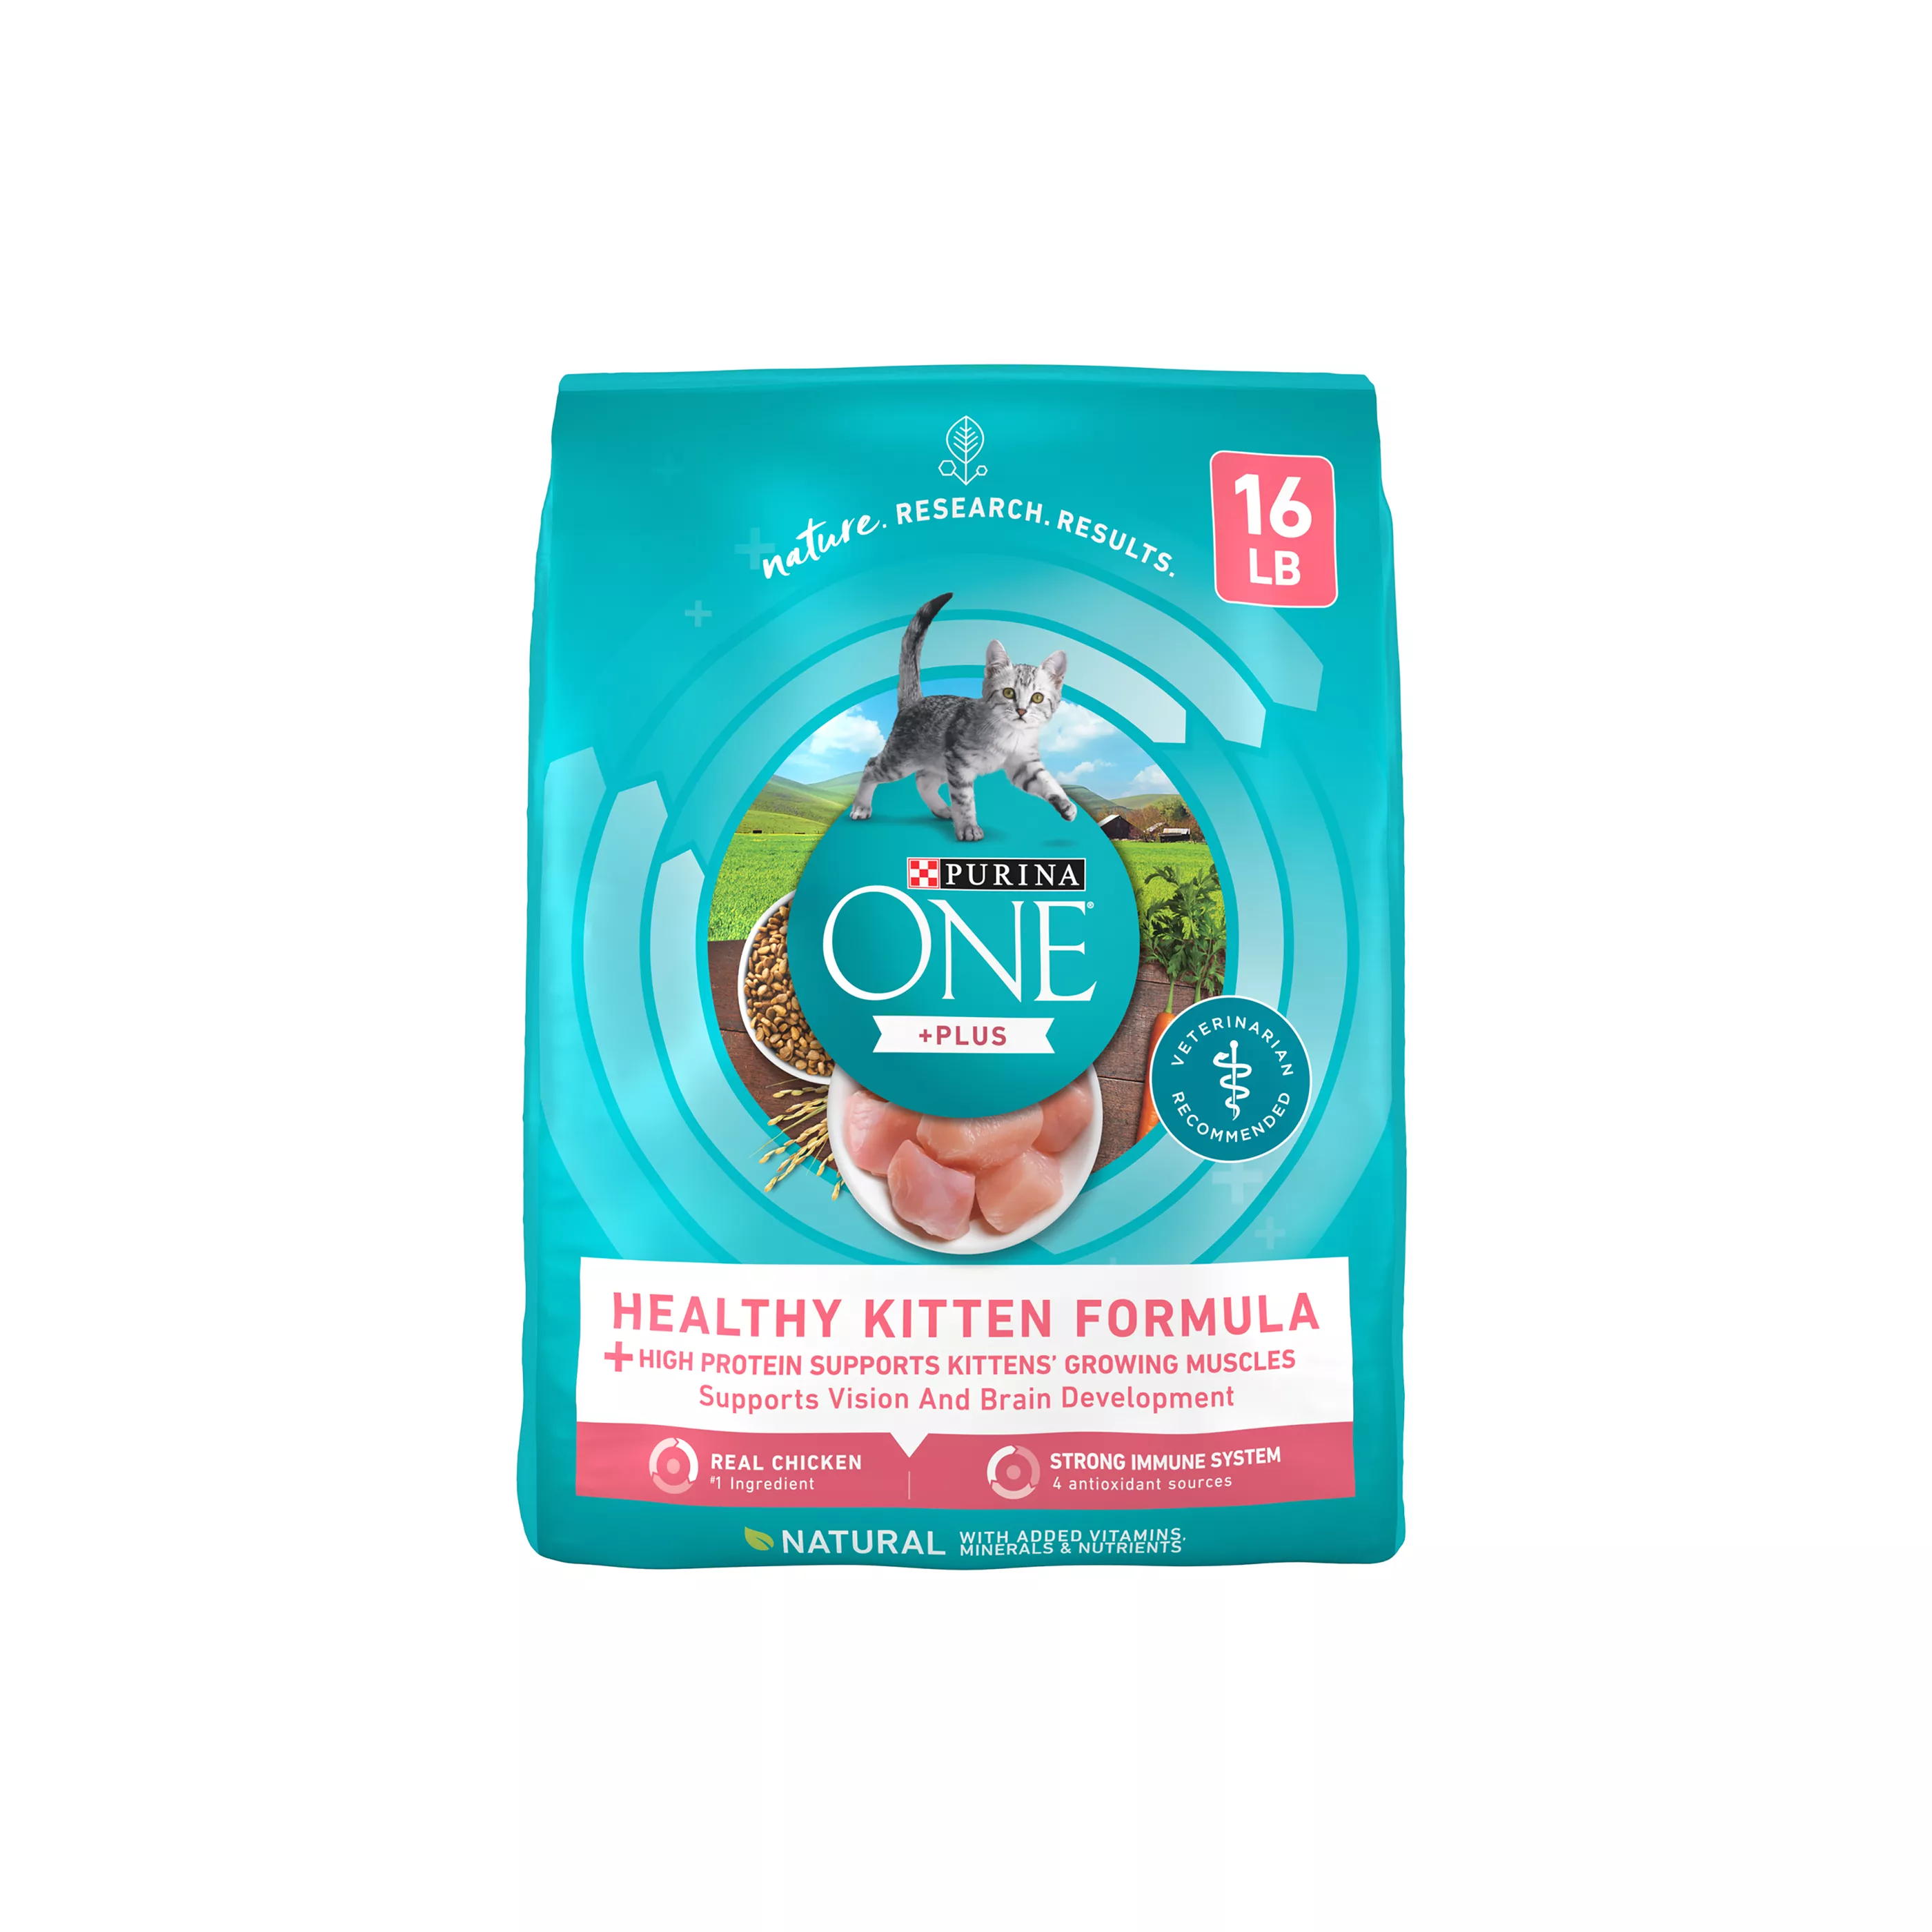 nature. RESEARCH. RESULTS.
16
LB
PURINA
ONE®
+PLUS
VETERINARIAN
RECOMMENDED
HEALTHY KITTEN FORMULA
+HIGH PROTEIN SUPPORTS KITTENS' GROWING MUSCLES
Supports Vision And Brain Development
REAL CHICKEN
#1 Ingredient
STRONG IMMUNE SYSTEM
4 antioxidant sources
NATURAL WITH ADDED VITAMINS,
MINERALS & NUTRIENTS